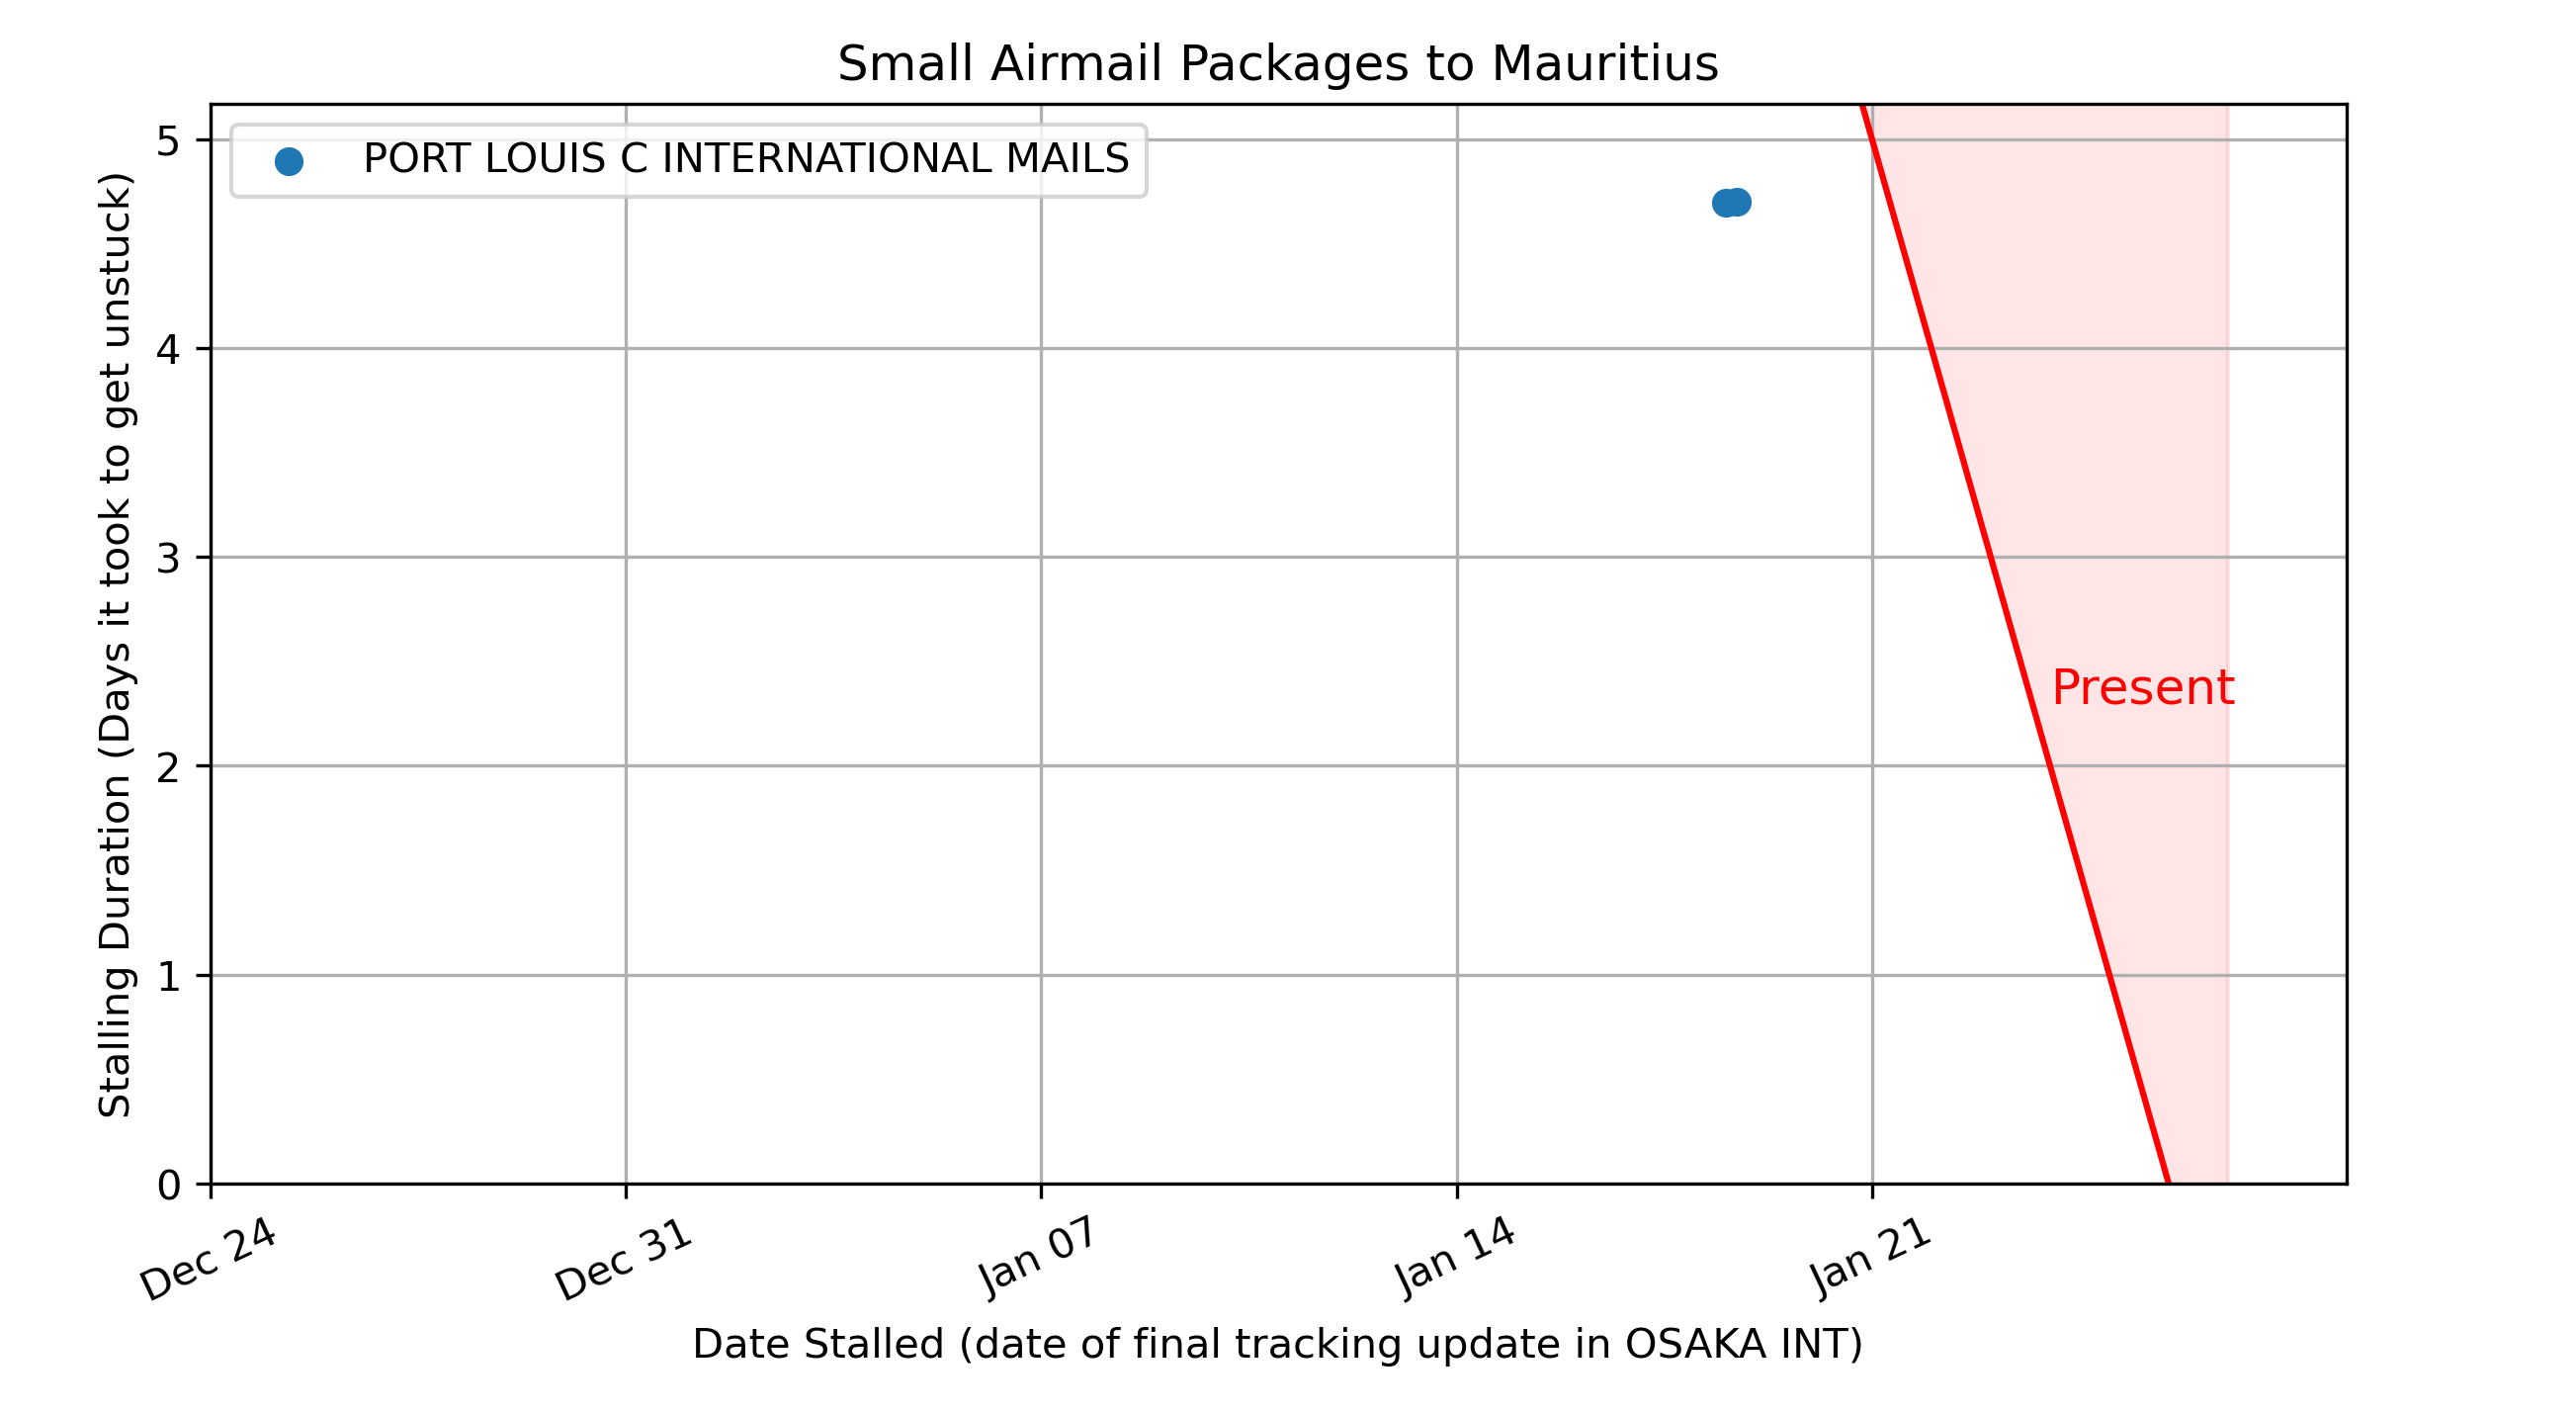 Small Airmail Packages to Mauritius
PORT LOUIS C INTERNATIONAL MAILS
Stalling Duration (Days it took to get unstuck)
5
4
3
2
1
0
Present
Dec 24
Dec 31
Jan 07
Jan 14
Jan 21
Date Stalled (date of final tracking update in OSAKA INT)